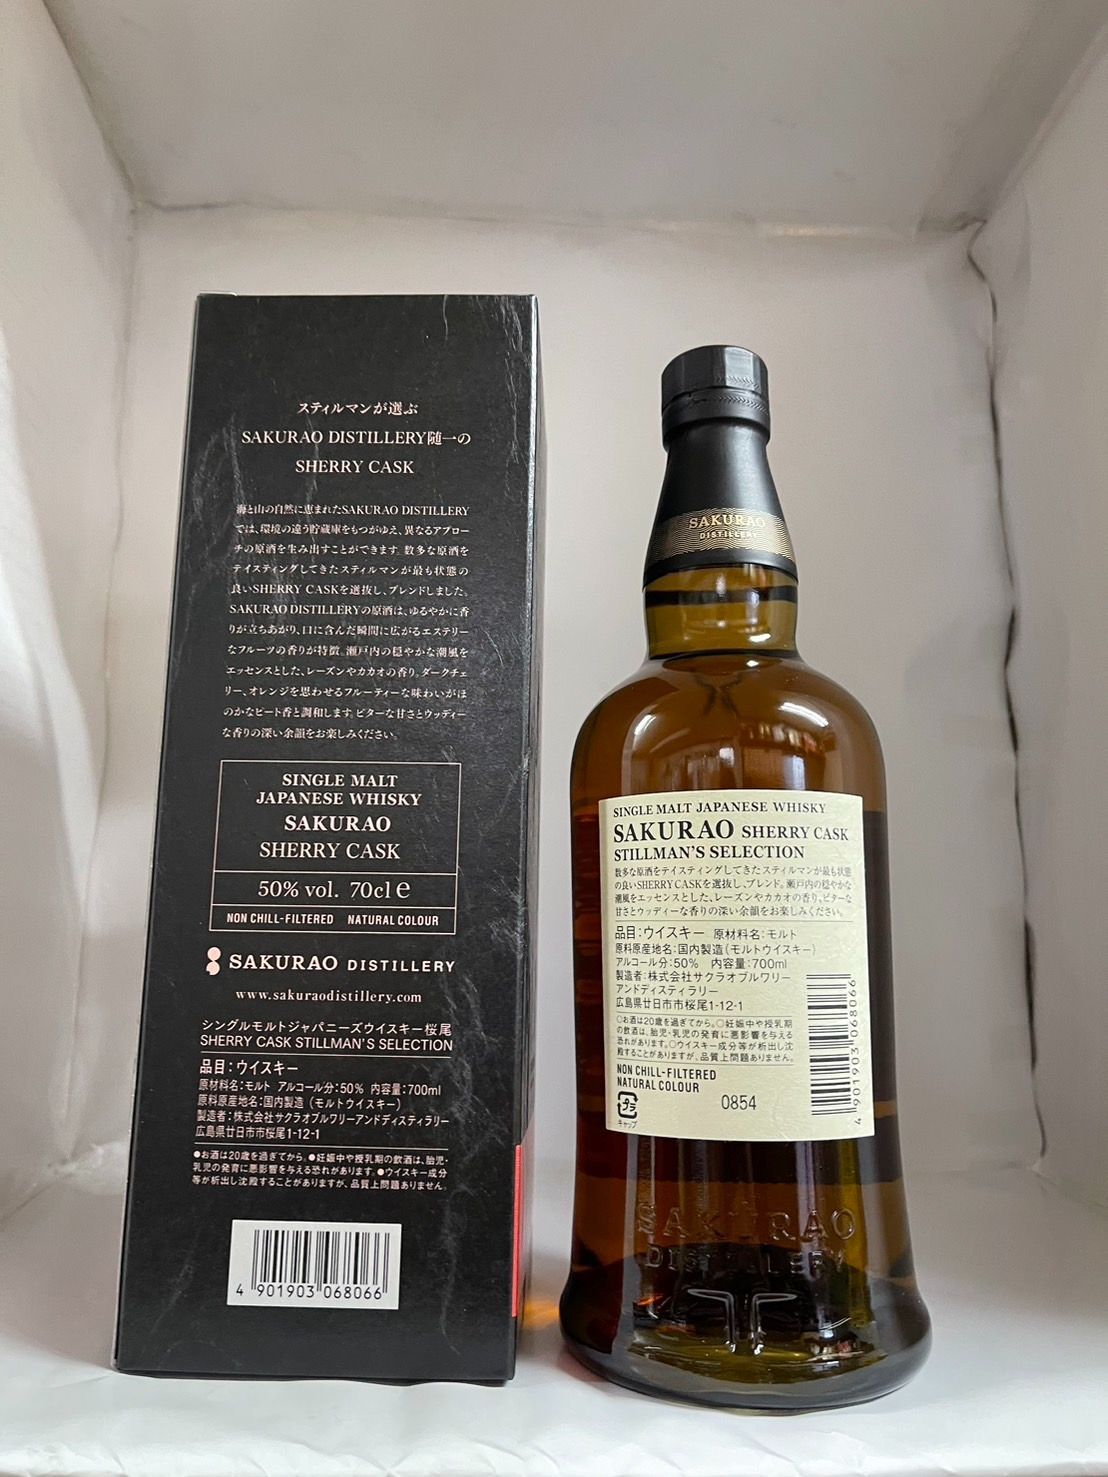 スティルマンが選ぶ
SAKURAO DISTILLERY随一の
SHERRY CASK
海と山の自然に恵まれたSAKURAO DISTILLERY
では、環境の違う貯蔵庫をもつがゆえ、異なるアプロー
チの原酒を生み出すことができます。数多な原酒を
テイスティングしてきたスティルマンが最も状態の
良いSHERRY CASKを選抜し、ブレンドしました。
SAKURAO DISTILLERYの原酒は、ゆるやかに香
りが立ちあがり、口に含んだ瞬間に広がるエステリー
なフルーツの香りが特徴。瀬戸内の穏やかな潮風を
エッセンスとした、レーズンやカカオの香り。ダークチェ
リー、オレンジを思わせるフルーティーな味わいがほ
のかなピート香と調和します。ビターな甘さとウッディー
な香りの深い余韻をお楽しみください。
SINGLE MALT
JAPANESE WHISKY
SAKURAO
SHERRY CASK
50% vol. 70cl e
NON CHILL-FILTERED NATURAL COLOUR
SAKURAO DISTILLERY
www.sakuraodistillery.com
シングルモルトジャパニーズウイスキー桜尾
SHERRY CASK STILLMAN'S SELECTION
品目:ウイスキー
原材料名:モルト アルコール分:50% 内容量:700ml
原料原産地名:国内製造(モルトウイスキー)
製造者:株式会社サクラオブルワリーアンドディスティラリー
広島県廿日市市桜尾1-12-1
●お酒は20歳を過ぎてから。●妊娠中や授乳期の飲酒は、胎児・
乳児の発育に悪影響を与える恐れがあります。●ウイスキー成分
等が析出し沈殿することがありますが、品質上問題ありません。
4 901903 068066
SAKURAO
DISTILLERY
SINGLE MALT JAPANESE WHISKY
SAKURAO SHERRY CASK
STILLMAN'S SELECTION
数多な原酒をテイスティングしてきたスティルマンが最も状態
の良いSHERRY CASKを選抜し、ブレンド。瀬戸内の穏やかな
潮風をエッセンスとした、レーズンやカカオの香り、ビターな
甘さとウッディーな香りの深い余韻をお楽しみください。
品目:ウイスキー 原材料名:モルト
原料原産地名:国内製造(モルトウイスキー)
アルコール分:50% 内容量:700ml
製造者:株式会社サクラオブルワリー
アンドディスティラリー
広島県廿日市市桜尾1-12-1
○お酒は20歳を過ぎてから。○妊娠中や授乳期
の飲酒は、胎児・乳児の発育に悪影響を与える
恐れがあります。○ウイスキー成分等が析出し沈
殿することがありますが、品質上問題ありません。
NON CHILL-FILTERED
NATURAL COLOUR
プラ
キャップ
0854
4 901903 068066
SAKURAO
DISTILLERY